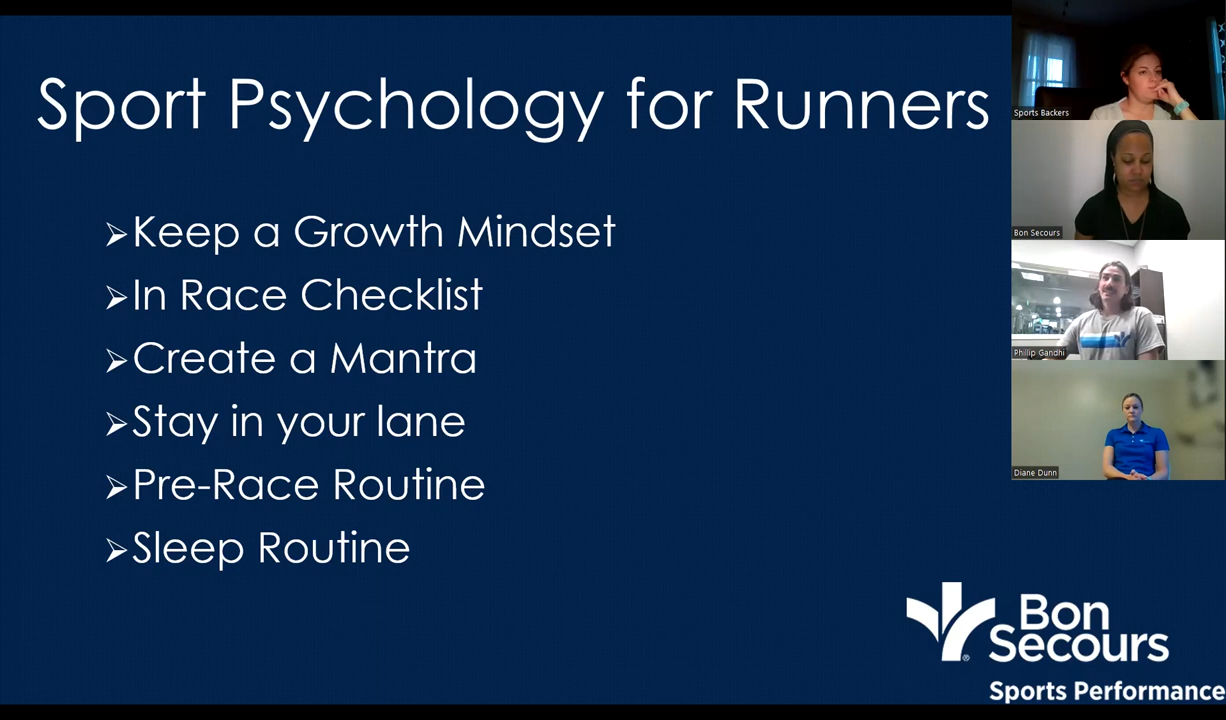 Sport Psychology for Runners
➢Keep a Growth Mindset
➢In Race Checklist
➢Create a Mantra
➢Stay in your lane
➢Pre-Race Routine
➢Sleep Routine
Sports Backers
Bon Secours
Phillip Gandhi
Diane Dunn
Bon
Secours
®
Sports Performance